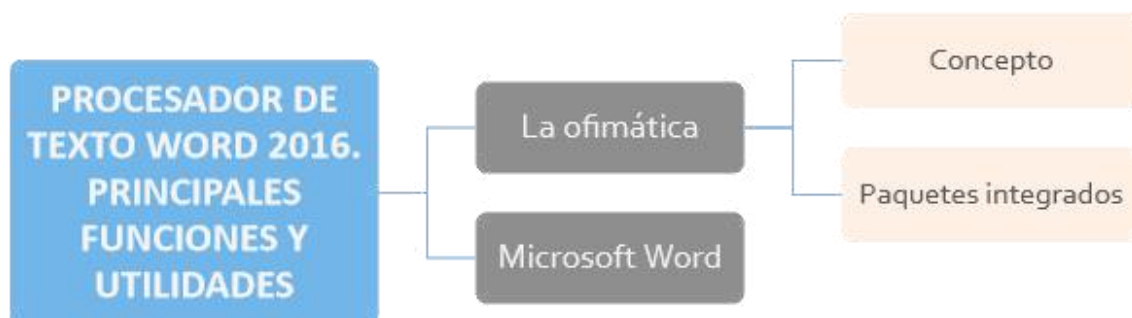 PROCESADOR DE
TEXTO WORD 2016.
PRINCIPALES
FUNCIONES Y
UTILIDADES
La ofimática
Microsoft Word
Concepto
Paquetes integrados